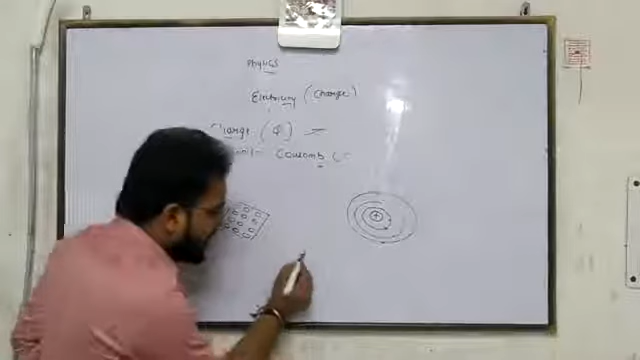 Physics
Electricity (Charge)
Charge (Q)
Coulomb (C
+